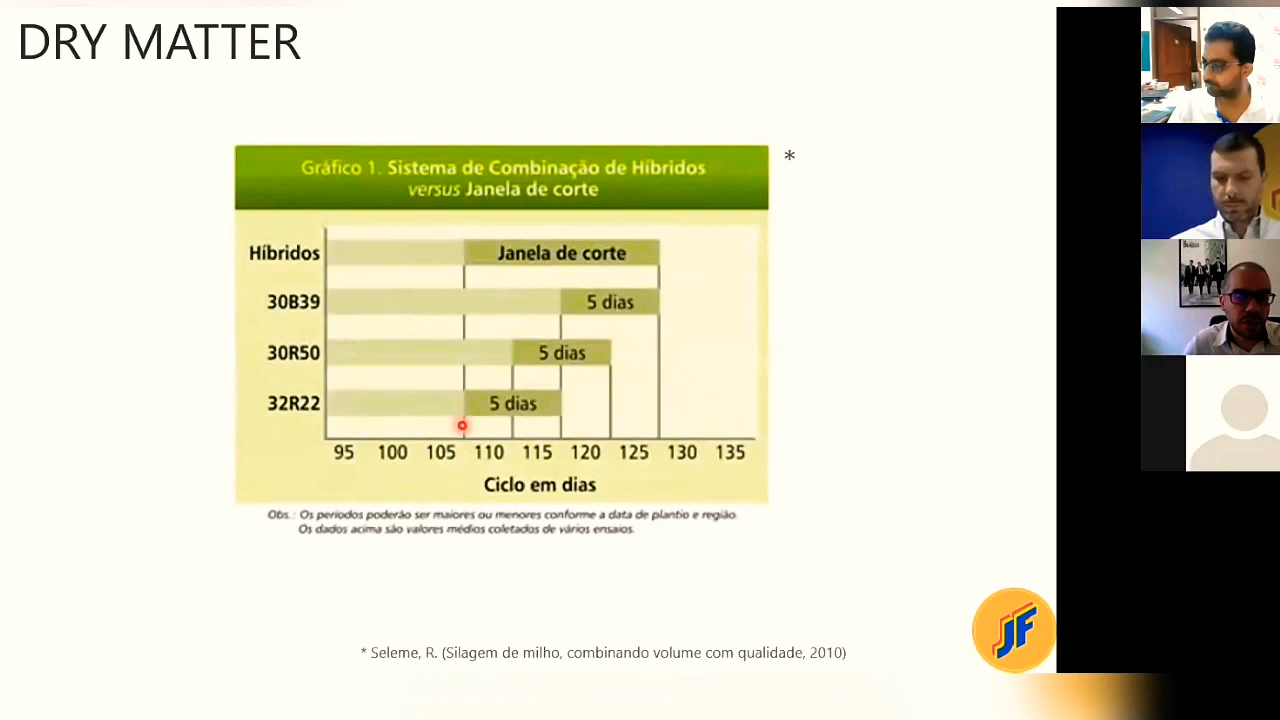 DRY MATTER
Gráfico 1. Sistema de Combinação de Híbridos
versus Janela de corte
*
Híbridos
Janela de corte
30B39
5 dias
30R50
5 dias
32R22
5 dias
95 100 105 110 115 120 125 130 135
Ciclo em dias
Obs.: Os períodos poderão ser maiores ou menores conforme a data de plantio e região.
Os dados acima são valores médios coletados de vários ensaios.
JF
* Seleme, R. (Silagem de milho, combinando volume com qualidade, 2010)